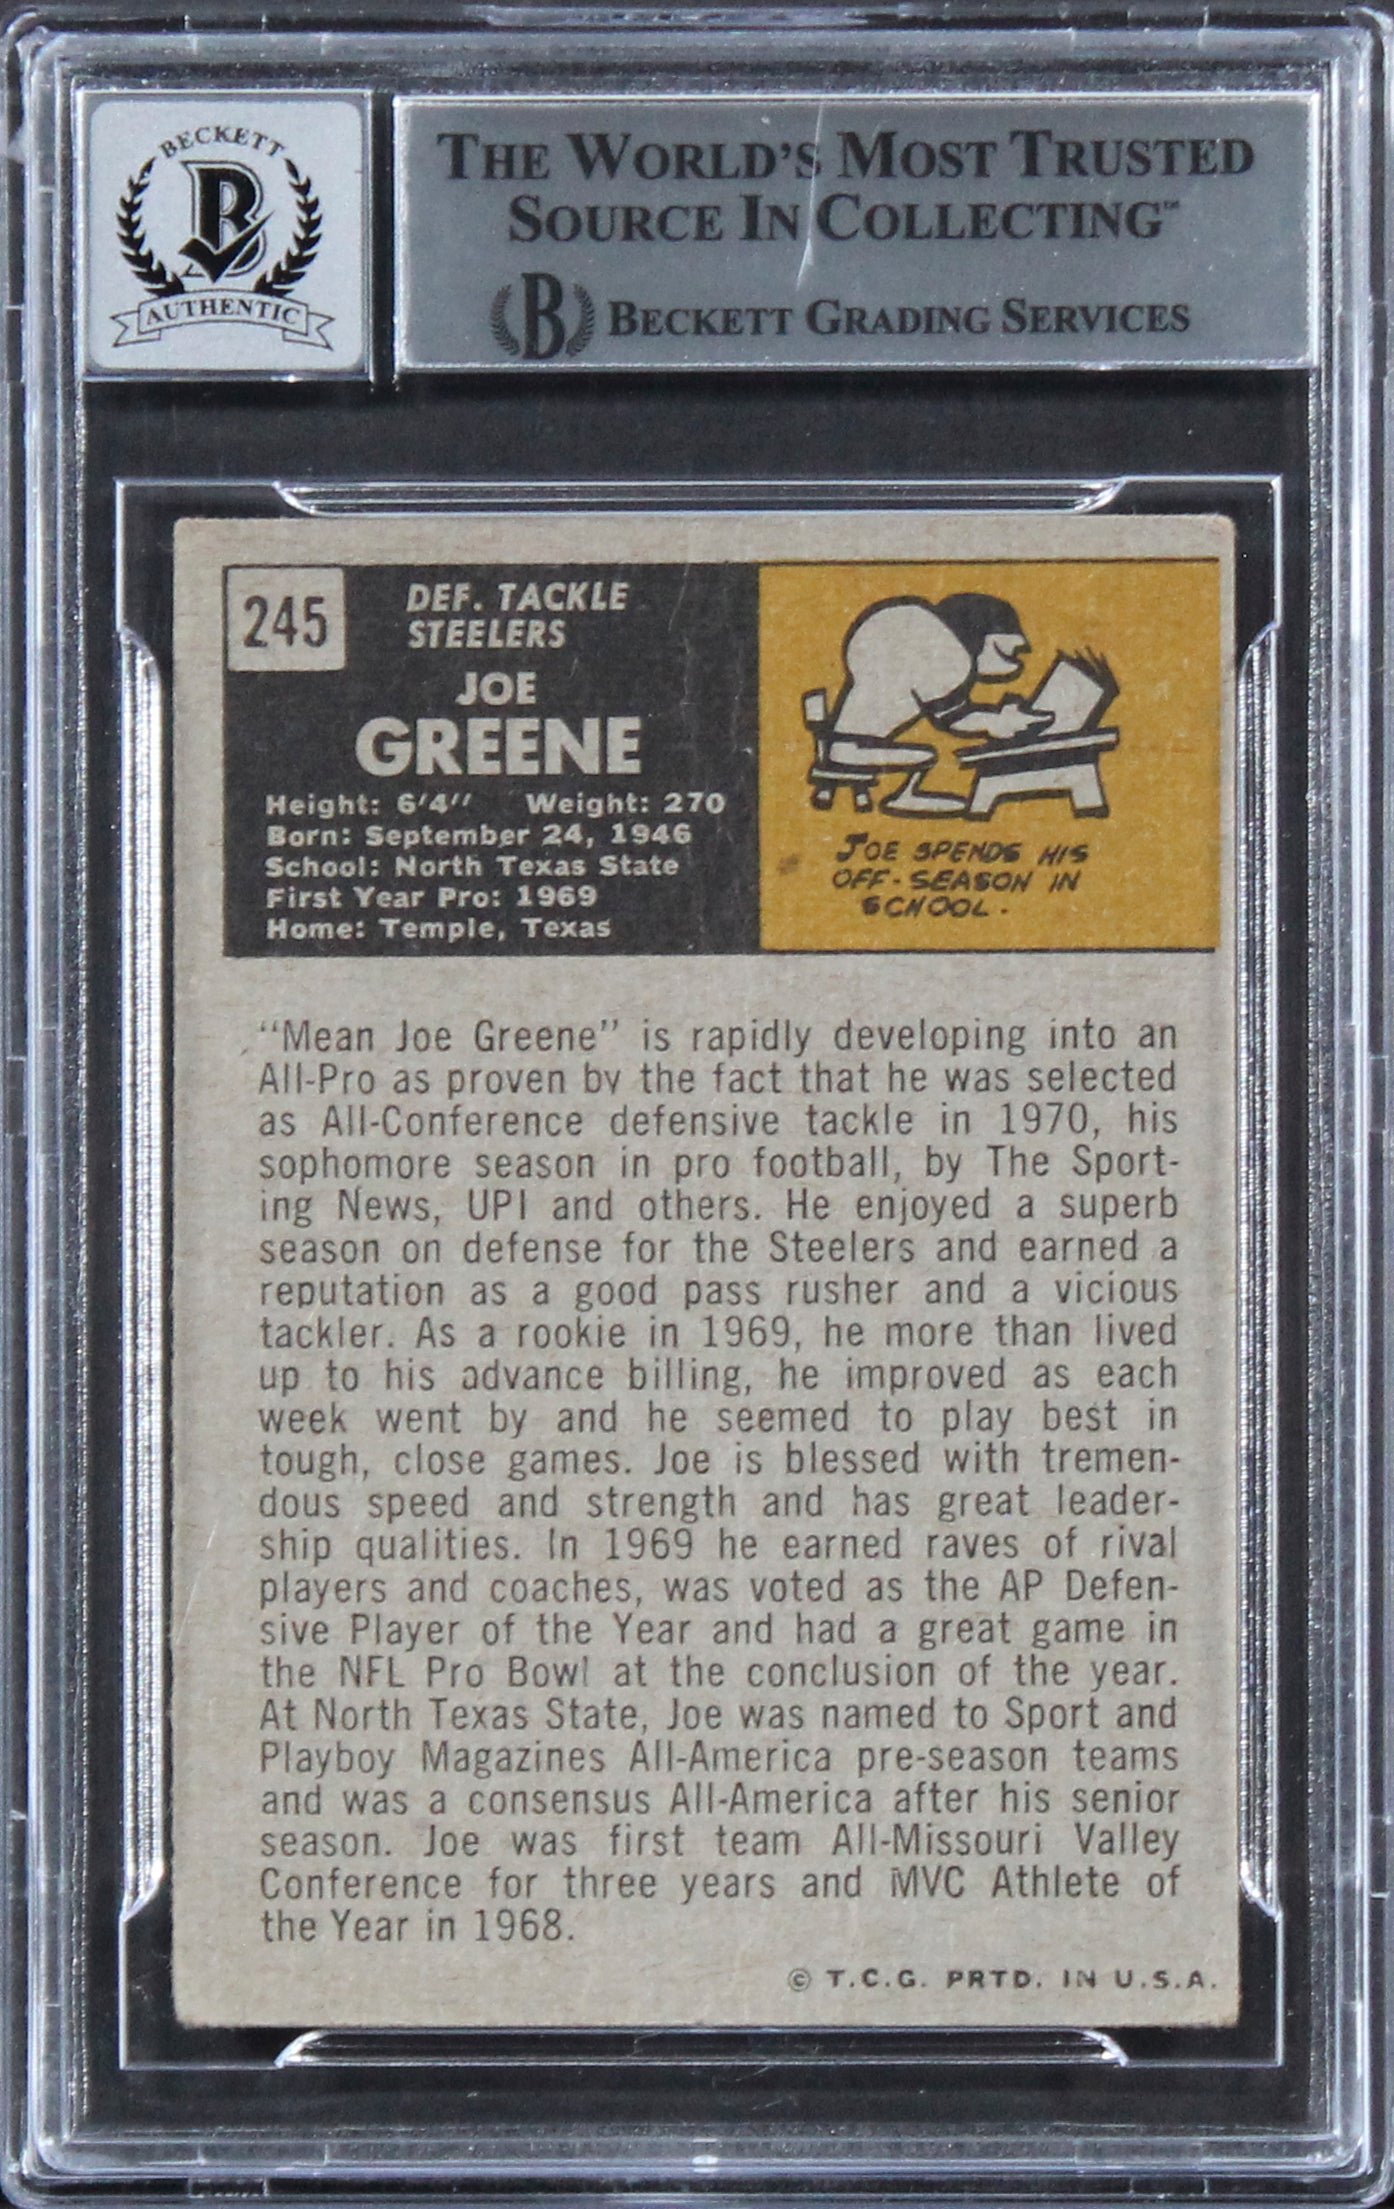 BECKETT
B
AUTHENTIC
THE WORLD'S MOST TRUSTED
SOURCE IN COLLECTING™
B BECKETT GRADING SERVICES
245
DEF. TACKLE
STEELERS
JOE
GREENE
Height: 6'4'' Weight: 270
Born: September 24, 1946
School: North Texas State
First Year Pro: 1969
Home: Temple, Texas
JOE SPENDS HIS
OFF-SEASON IN
SCHOOL.
"Mean Joe Greene" is rapidly developing into an
All-Pro as proven by the fact that he was selected
as All-Conference defensive tackle in 1970, his
sophomore season in pro football, by The Sport-
ing News, UPI and others. He enjoyed a superb
season on defense for the Steelers and earned a
reputation as a good pass rusher and a vicious
tackler. As a rookie in 1969, he more than lived
up to his advance billing, he improved as each
week went by and he seemed to play best in
tough, close games. Joe is blessed with tremen-
dous speed and strength and has great leader-
ship qualities. In 1969 he earned raves of rival
players and coaches, was voted as the AP Defen-
sive Player of the Year and had a great game in
the NFL Pro Bowl at the conclusion of the year.
At North Texas State, Joe was named to Sport and
Playboy Magazines All-America pre-season teams
and was a consensus All-America after his senior
season. Joe was first team All-Missouri Valley
Conference for three years and MVC Athlete of
the Year in 1968.
© T.C.G. PRTD. IN U.S.A.